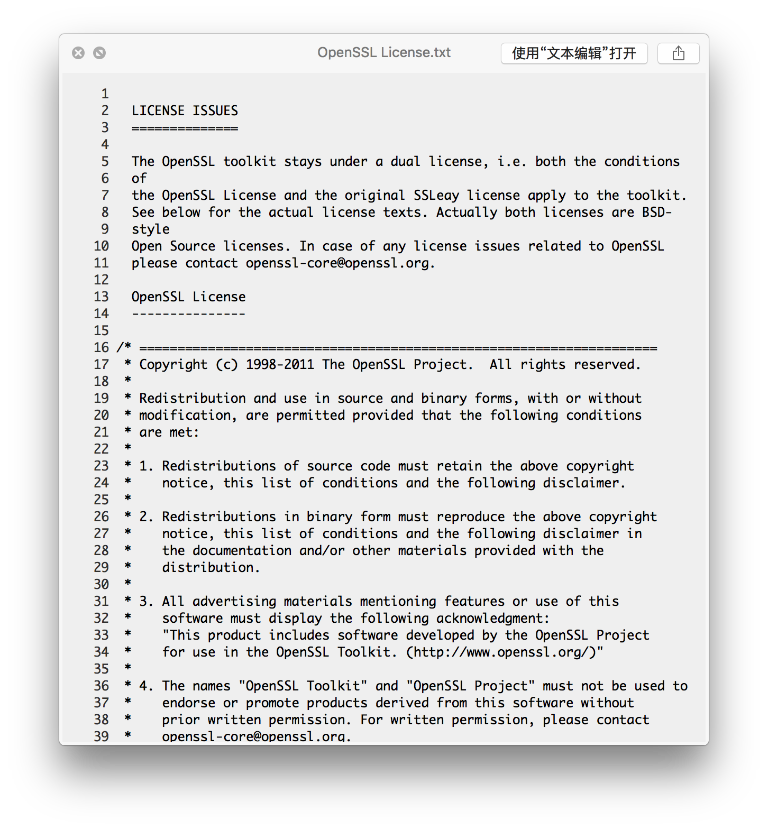 OpenSSL License.txt
使用“文本编辑”打开
1
2   LICENSE ISSUES
3   ==============
4
5   The OpenSSL toolkit stays under a dual license, i.e. both the conditions
6   of
7   the OpenSSL License and the original SSLeay license apply to the toolkit.
8   See below for the actual license texts. Actually both licenses are BSD-
9   style
10   Open Source licenses. In case of any license issues related to OpenSSL
11   please contact openssl-core@openssl.org.
12
13   OpenSSL License
14   ---------------
15
16 /* ====================================================================
17  * Copyright (c) 1998-2011 The OpenSSL Project.  All rights reserved.
18  *
19  * Redistribution and use in source and binary forms, with or without
20  * modification, are permitted provided that the following conditions
21  * are met:
22  *
23  * 1. Redistributions of source code must retain the above copyright
24  *    notice, this list of conditions and the following disclaimer.
25  *
26  * 2. Redistributions in binary form must reproduce the above copyright
27  *    notice, this list of conditions and the following disclaimer in
28  *    the documentation and/or other materials provided with the
29  *    distribution.
30  *
31  * 3. All advertising materials mentioning features or use of this
32  *    software must display the following acknowledgment:
33  *    "This product includes software developed by the OpenSSL Project
34  *    for use in the OpenSSL Toolkit. (http://www.openssl.org/)"
35  *
36  * 4. The names "OpenSSL Toolkit" and "OpenSSL Project" must not be used to
37  *    endorse or promote products derived from this software without
38  *    prior written permission. For written permission, please contact
39  *    openssl-core@openssl.org.